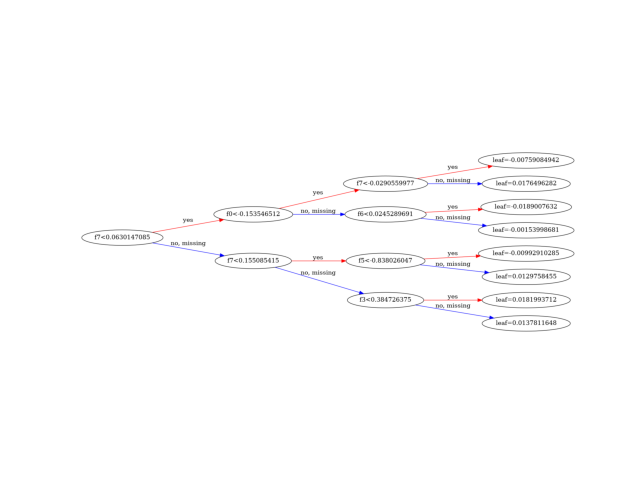 leaf=-0.00759084942
yes
f7<-0.0290559977
no, missing
leaf=0.0176496282
yes
f0<-0.153546512
no, missing
f6<0.0245289691
yes
leaf=-0.0189007632
no, missing
leaf=-0.00153998681
yes
f7<0.0630147085
no, missing
f7<0.155085415
yes
f5<-0.838026047
yes
leaf=-0.00992910285
no, missing
leaf=0.0129758455
no, missing
f3<0.384726375
yes
leaf=0.0181993712
no, missing
leaf=0.0137811648